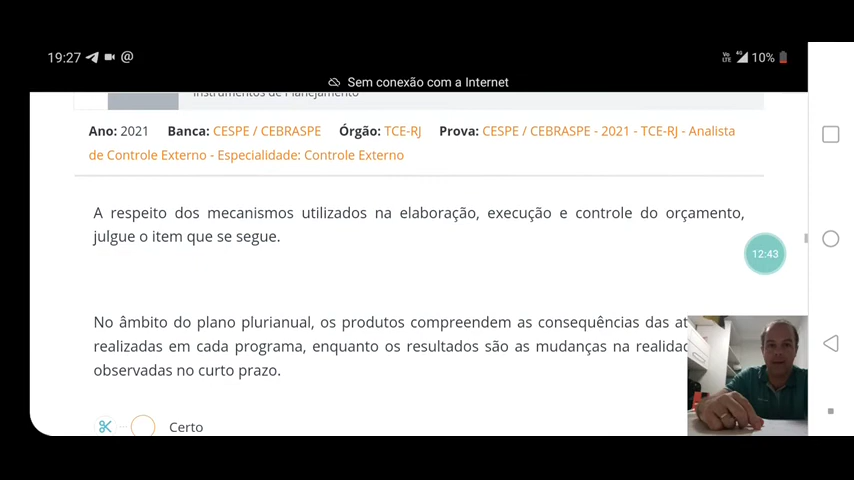 19:27
10%
Sem conexão com a Internet
Instrumentos de Planejamento
Ano: 2021 Banca: CESPE / CEBRASPE Órgão: TCE-RJ Prova: CESPE / CEBRASPE - 2021 - TCE-RJ - Analista
de Controle Externo - Especialidade: Controle Externo
A respeito dos mecanismos utilizados na elaboração, execução e controle do orçamento,
julgue o item que se segue.
12:43
No âmbito do plano plurianual, os produtos compreendem as consequências das
realizadas em cada programa, enquanto os resultados são as mudanças na
observadas no curto prazo.
Certo